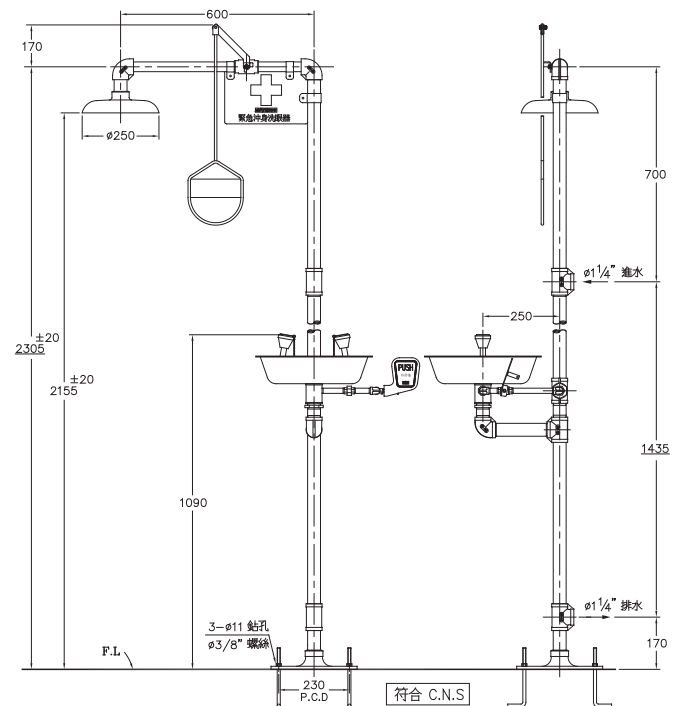 600
170
ø250
緊急沖身洗眼器
700
ø1¼" 進水
250
±20
2305
±20
2155
PUSH
1435
1090
ø1¼" 排水
3-ø11 鉆孔
ø3/8" 螺絲
170
F.L
230
P.C.D
符合 C.N.S